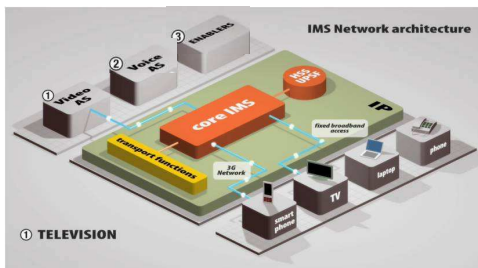 IMS Network architecture
③ ENABLERS
② Voice
AS
① Video
AS
HSS
UPSF
IP
core IMS
transport functions
fixed broadband
access
3G
Network
phone
laptop
TV
smart
phone
① TELEVISION